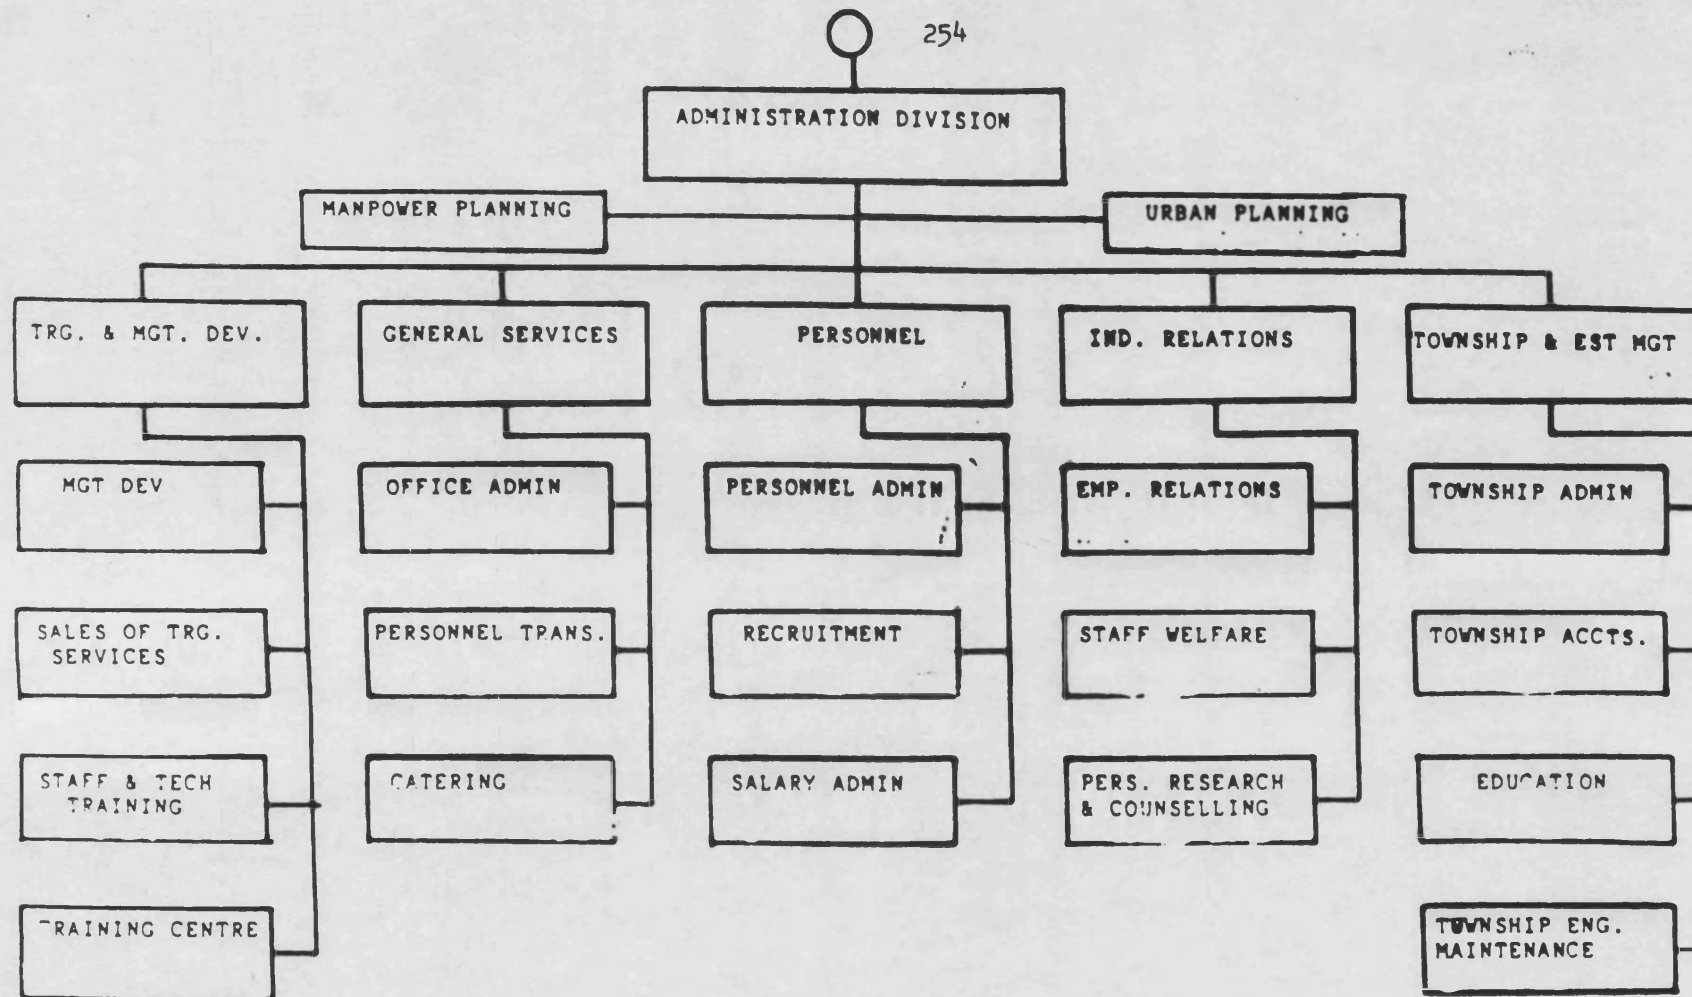 254
ADMINISTRATION DIVISION
MANPOWER PLANNING
URBAN PLANNING
TRG. & MGT. DEV.
GENERAL SERVICES
PERSONNEL
IND. RELATIONS
TOWNSHIP & EST MGT
MGT DEV
OFFICE ADMIN
PERSONNEL ADMIN
EMP. RELATIONS
TOWNSHIP ADMIN
SALES OF TRG.
SERVICES
PERSONNEL TRANS.
RECRUITMENT
STAFF WELFARE
TOWNSHIP ACCTS.
STAFF & TECH
TRAINING
CATERING
SALARY ADMIN
PERS. RESEARCH
& COUNSELLING
EDUCATION
TRAINING CENTRE
TOWNSHIP ENG.
MAINTENANCE